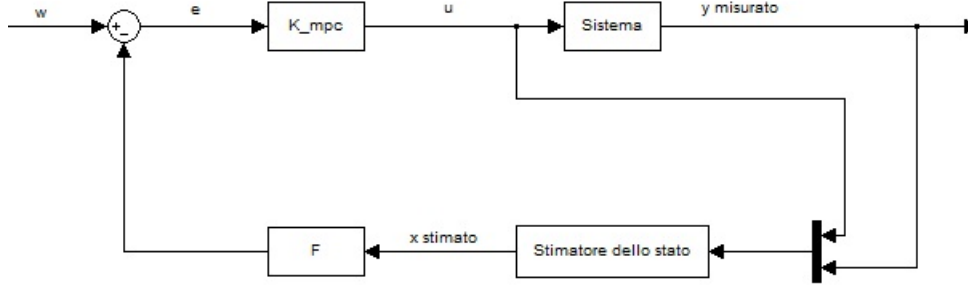 w
e
K_mpc
u
Sistema
y misurato
F
x stimato
Stimatore dello stato